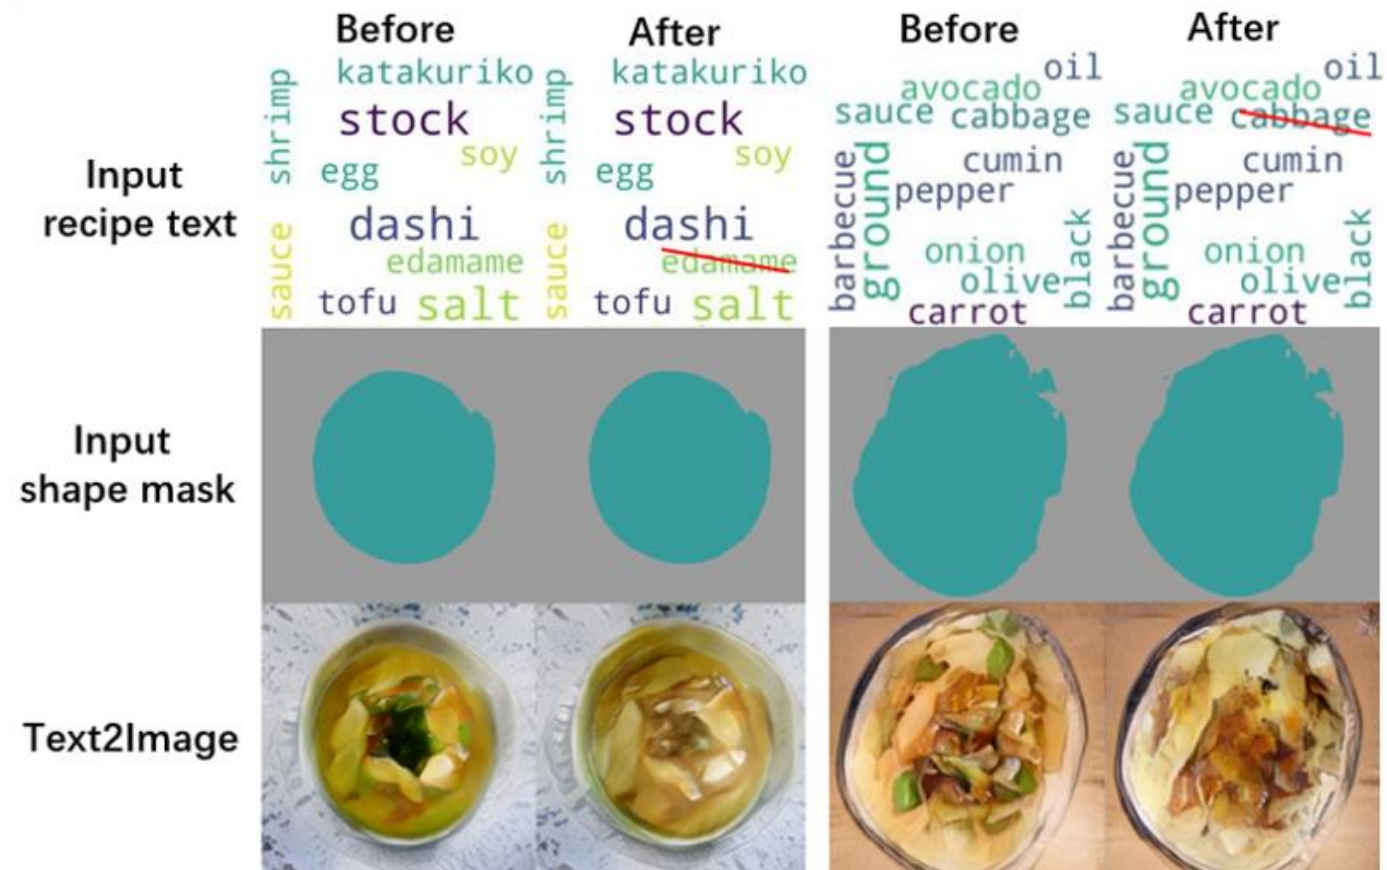 Before
After
Before
After
Input
recipe text
shrimp
katakuriko
stock
soy
egg
dashi
sauce
edamame
tofu salt
shrimp
katakuriko
stock
soy
egg
dashi
sauce
edamame
tofu salt
oil
avocado
sauce cabbage
cumin
barbecue
ground
pepper
onion
olive
black
carrot
oil
avocado
sauce cabbage
cumin
barbecue
ground
pepper
onion
olive
black
carrot
Input
shape mask
Text2Image